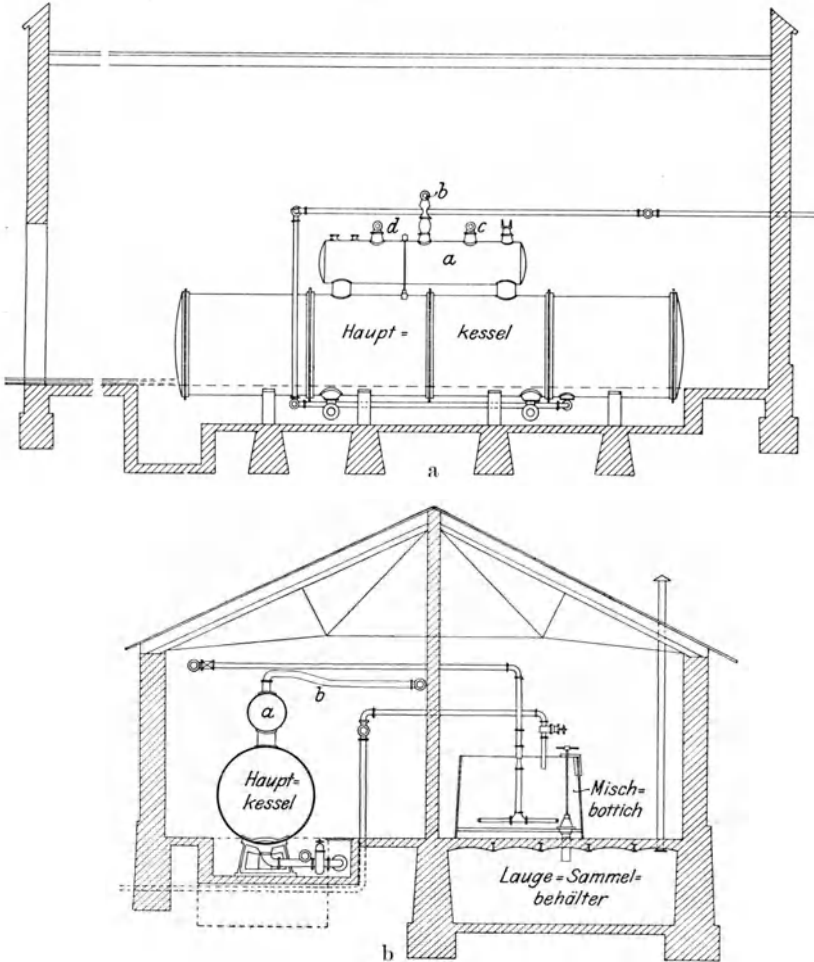 b
d
c
a
Haupt=
kessel
a
b
a
Haupt=
kessel
Misch=
bottich
Lauge=Sammel=
behälter
b